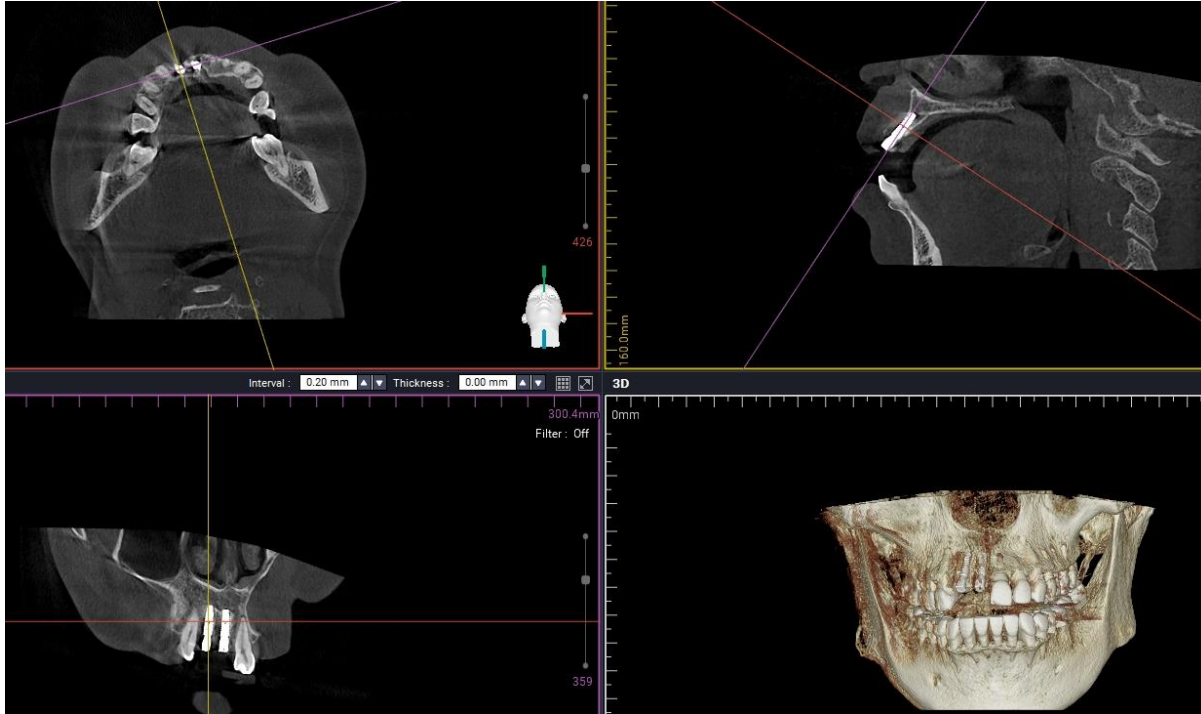 426
160.0mm
Interval : 0.20 mm Thickness : 0.00 mm
3D
300.4mm
Filter : Off
0mm
359